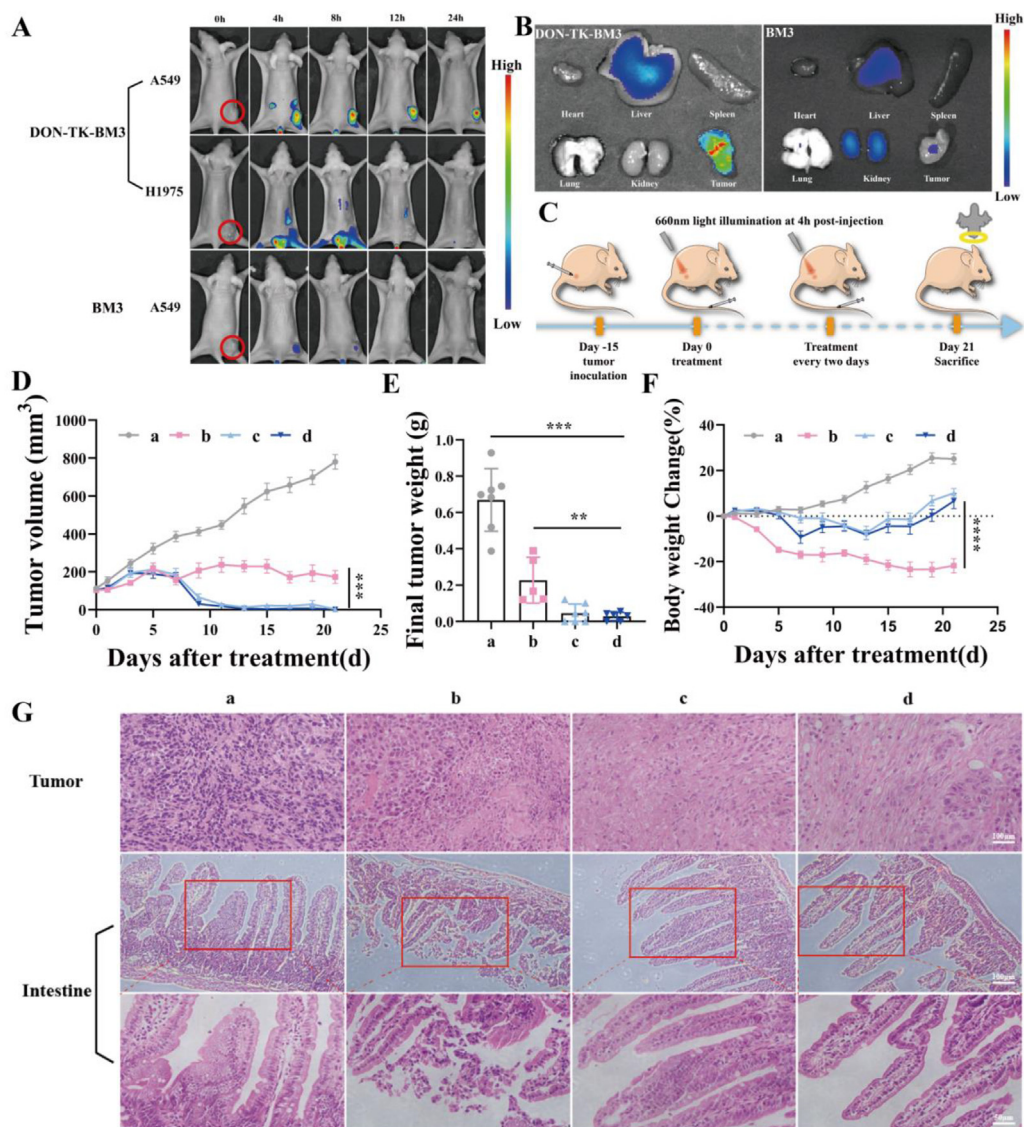 A
0h 4h 8h 12h 24h
A549
DON-TK-BM3
H1975
BM3 A549
High
Low
B
DON-TK-BM3
Heart Liver Spleen
Lung Kidney Tumor
BM3
Heart Liver Spleen
Lung Kidney Tumor
High
Low
C
660nm light illumination at 4h post-injection
Day -15
tumor
inoculation
Day 0
treatment
Treatment
every two days
Day 21
Sacrifice
D
Tumor volume (mm3)
1000
800
600
400
200
0
a b c d
***
0 5 10 15 20 25
Days after treatment(d)
E
Final tumor weight (g)
1.0
0.8
0.6
0.4
0.2
0.0
***
**
a b c d
F
Body weight Change(%)
40
20
0
-20
-40
a b c d
****
0 5 10 15 20 25
Days after treatment(d)
G
a b c d
Tumor
100μm
Intestine